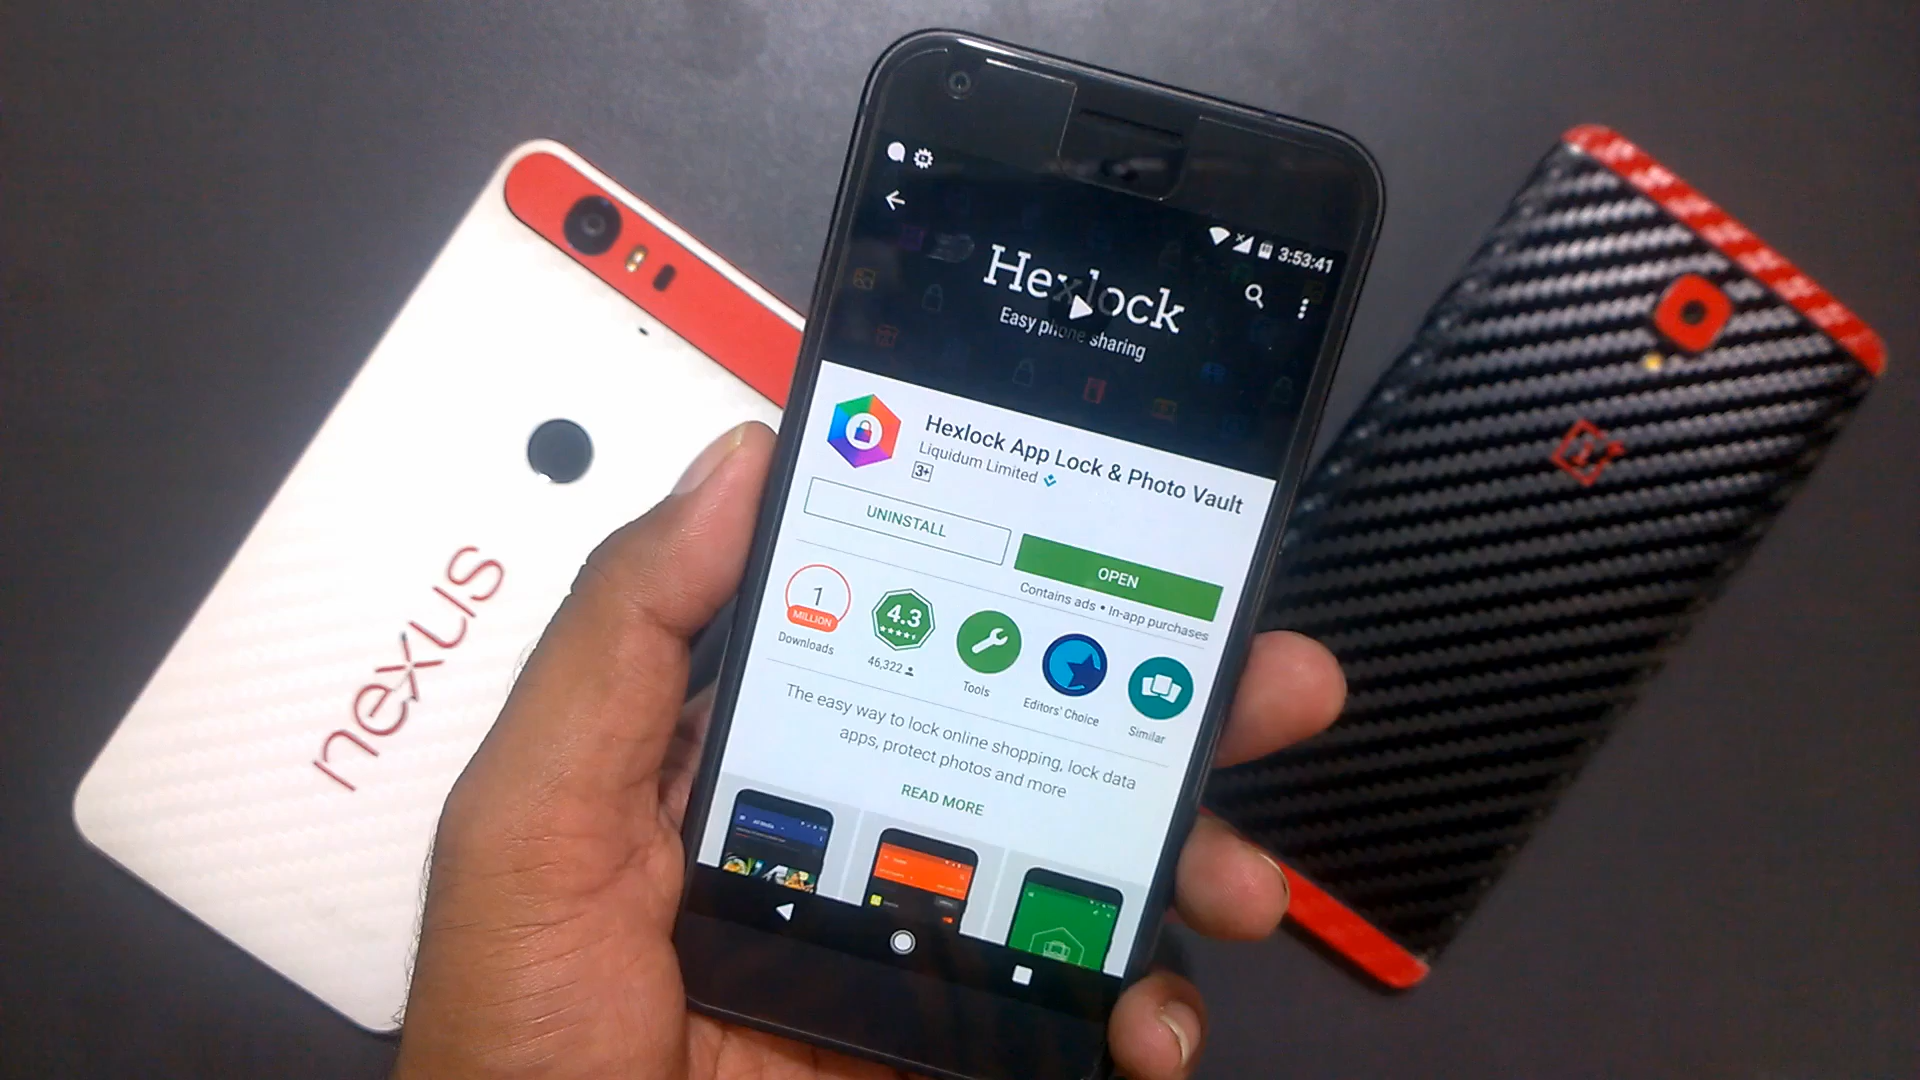 3:53:41
Hexlock
Easy phone sharing
Hexlock App Lock & Photo Vault
Liquidum Limited
3+
UNINSTALL
OPEN
Contains ads • In-app purchases
1
MILLION
Downloads
4.3
46,322
Tools
Editors' Choice
Similar
The easy way to lock online shopping, lock data
apps, protect photos and more
READ MORE
nexus
1+